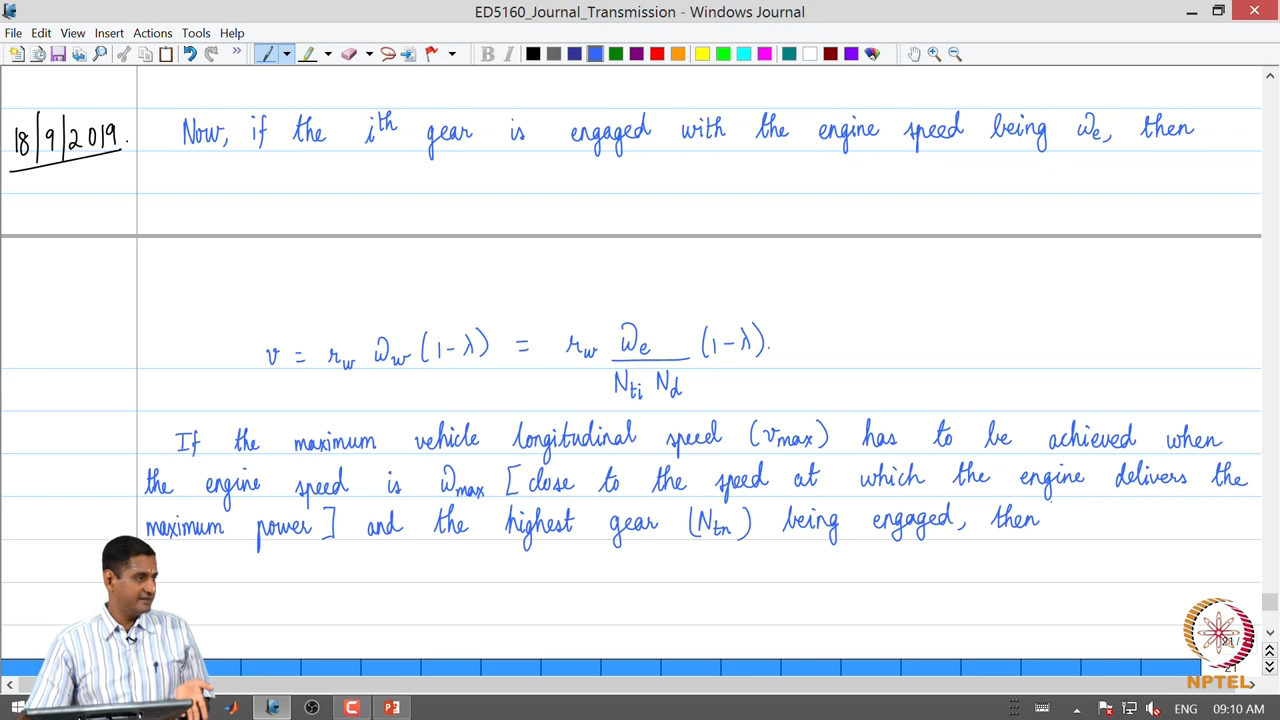 ED5160_Journal_Transmission - Windows Journal
File Edit View Insert Actions Tools Help
18/9/2019.
Now, if the ith gear is engaged with the engine speed being ωe, then
v = rw ωw (1-λ) = rw ωe / (Nti Nd) (1-λ).
If the maximum vehicle longitudinal speed (vmax) has to be achieved when
the engine speed is ωmax [close to the speed at which the engine delivers the
maximum power] and the highest gear (Ntn) being engaged, then
21
NPTEL
ENG 09:10 AM